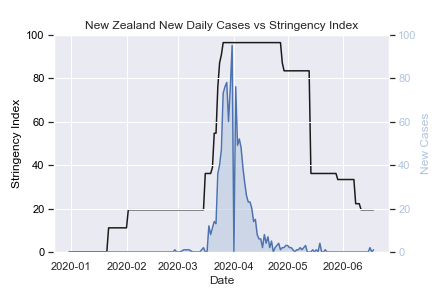 New Zealand New Daily Cases vs Stringency Index
100
80
60
40
20
0
Stringency Index
100
80
60
40
20
0
New Cases
2020-01 2020-02 2020-03 2020-04 2020-05 2020-06
Date